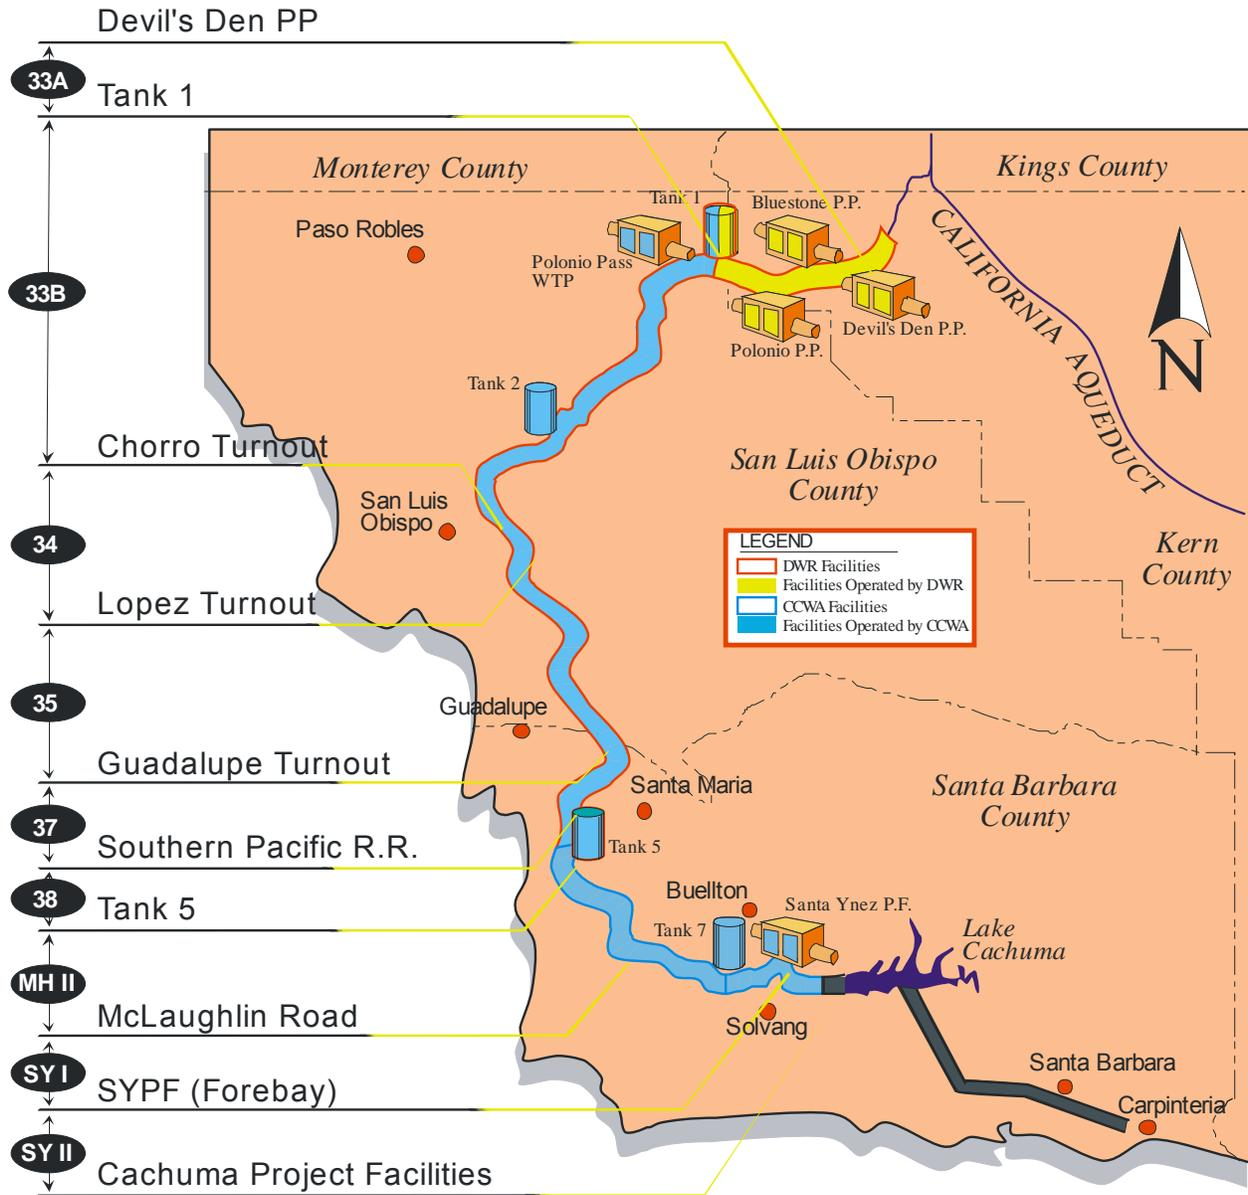 Devil's Den PP
33A
Tank 1
Monterey County
Kings County
Tank 1
Bluestone P.P.
Paso Robles
Polonio Pass
WTP
CALIFORNIA AQUEDUCT
33B
Devil's Den P.P.
Polonio P.P.
N
Tank 2
Chorro Turnout
San Luis Obispo
County
San Luis
Obispo
34
LEGEND
DWR Facilities
Facilities Operated by DWR
CCWA Facilities
Facilities Operated by CCWA
Kern
County
Lopez Turnout
35
Guadalupe
Guadalupe Turnout
Santa Maria
Santa Barbara
County
37
Southern Pacific R.R.
Tank 5
38
Tank 5
Buellton
Santa Ynez P.F.
Tank 7
Lake
Cachuma
MH II
McLaughlin Road
Solvang
SY I
SYPF (Forebay)
Santa Barbara
Carpinteria
SY II
Cachuma Project Facilities